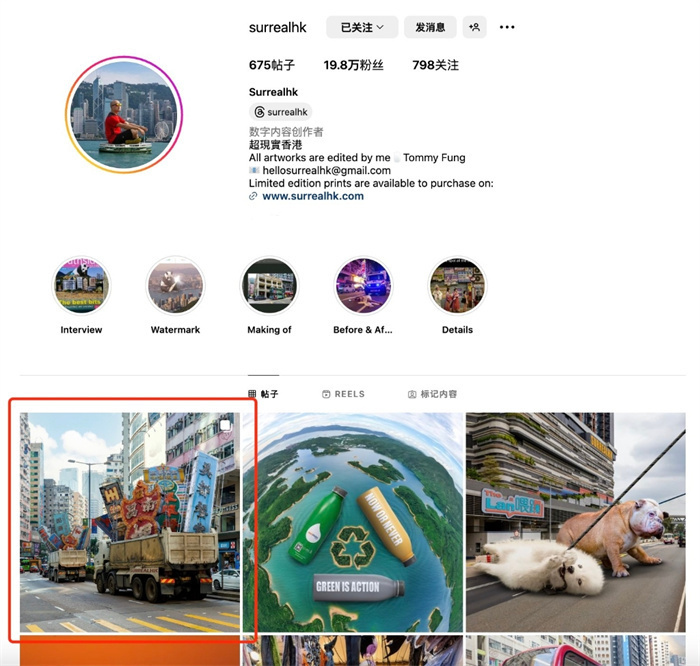 surrealhk
已关注
发消息
675帖子
19.8万粉丝
798关注
Surrealhk
surrealhk
数字内容创作者
超現實香港
All artworks are edited by me Tommy Fung
hellosurrealhk@gmail.com
Limited edition prints are available to purchase on:
www.surrealhk.com
The best bits
Interview
Watermark
Making of
Before & Af...
Details
帖子
REELS
标记内容
NOW OR NEVER
GREEN IS ACTION